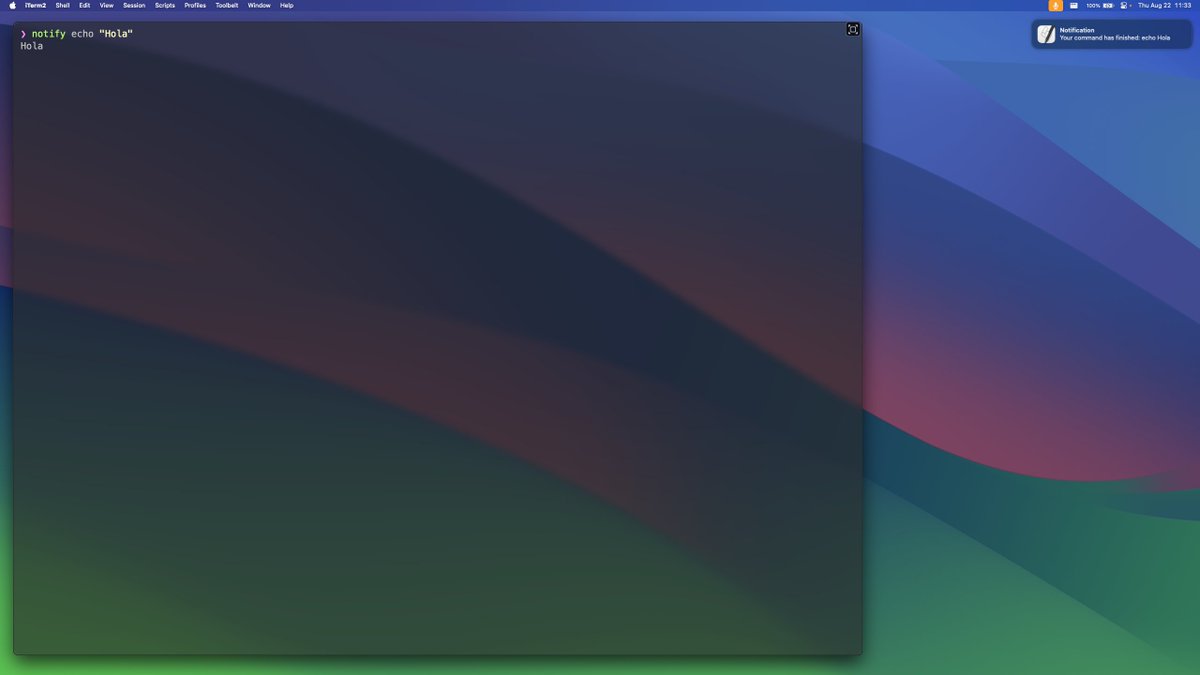 iTerm2 Shell Edit View Session Scripts Profiles Toolbelt Window Help 100% Thu Aug 22 11:33
❯ notify echo "Hola"
Hola
Notification
Your command has finished: echo Hola